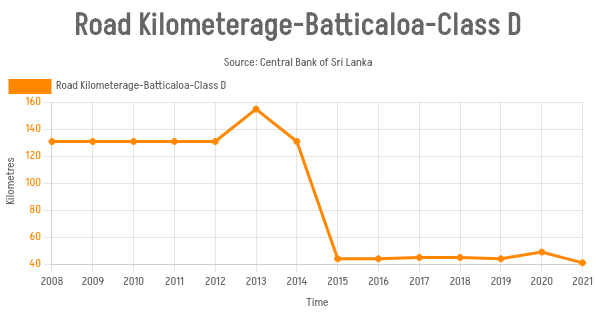 Road Kilometerage-Batticaloa-Class D
Source: Central Bank of Sri Lanka
Road Kilometerage-Batticaloa-Class D
160
140
120
100
80
60
40
Kilometres
2008 2009 2010 2011 2012 2013 2014 2015 2016 2017 2018 2019 2020 2021
Time